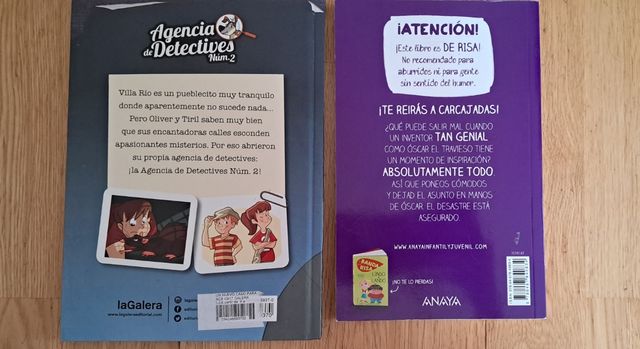 Agencia
de Detectives
Núm.2
Villa Río es un pueblecito muy tranquilo
donde aparentemente no sucede nada...
Pero Oliver y Tiril saben muy bien
que sus encantadoras calles esconden
apasionantes misterios. Por eso abrieron
su propia agencia de detectives:
¡la Agencia de Detectives Núm. 2!
laGalera
¡ATENCIÓN!
¡Este libro es DE RISA!
No recomendado para
aburridos ni para gente
sin sentido del humor.
¡TE REIRÁS A CARCAJADAS!
¿QUÉ PUEDE SALIR MAL CUANDO
UN INVENTOR TAN GENIAL
COMO ÓSCAR EL TRAVIESO TIENE
UN MOMENTO DE INSPIRACIÓN?
ABSOLUTAMENTE TODO.
ASÍ QUE PONEOS CÓMODOS
Y DEJAD EL ASUNTO EN MANOS
DE ÓSCAR. EL DESASTRE ESTÁ
ASEGURADO.
WWW.ANAYAINFANTILYJUVENIL.COM
BANDA
RISA
¡NO TE LO PIERDAS!
ANAYA